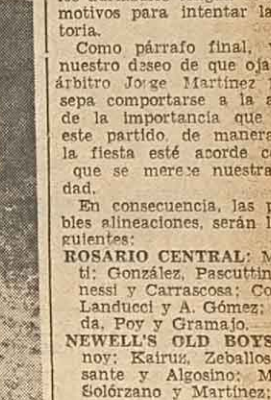 motivos para intentar la
toria.
Como párrafo final,
nuestro deseo de que oja
árbitro Jorge Martínez
sepa comportarse a la a
de la importancia que
este partido, de manera
la fiesta esté acorde c
que se merece nuestra
dad.
En consecuencia, las p
bles alineaciones, serán l
guientes:
ROSARIO CENTRAL: M
ti; González, Pascuttin
nessi y Carrascosa; Co
Landucci y A. Gómez;
da, Poy y Gramajo.
NEWELL'S OLD BOYS
noy; Kairuz, Zeballos
sante y Algosino; M
Solórzano y Martínez;